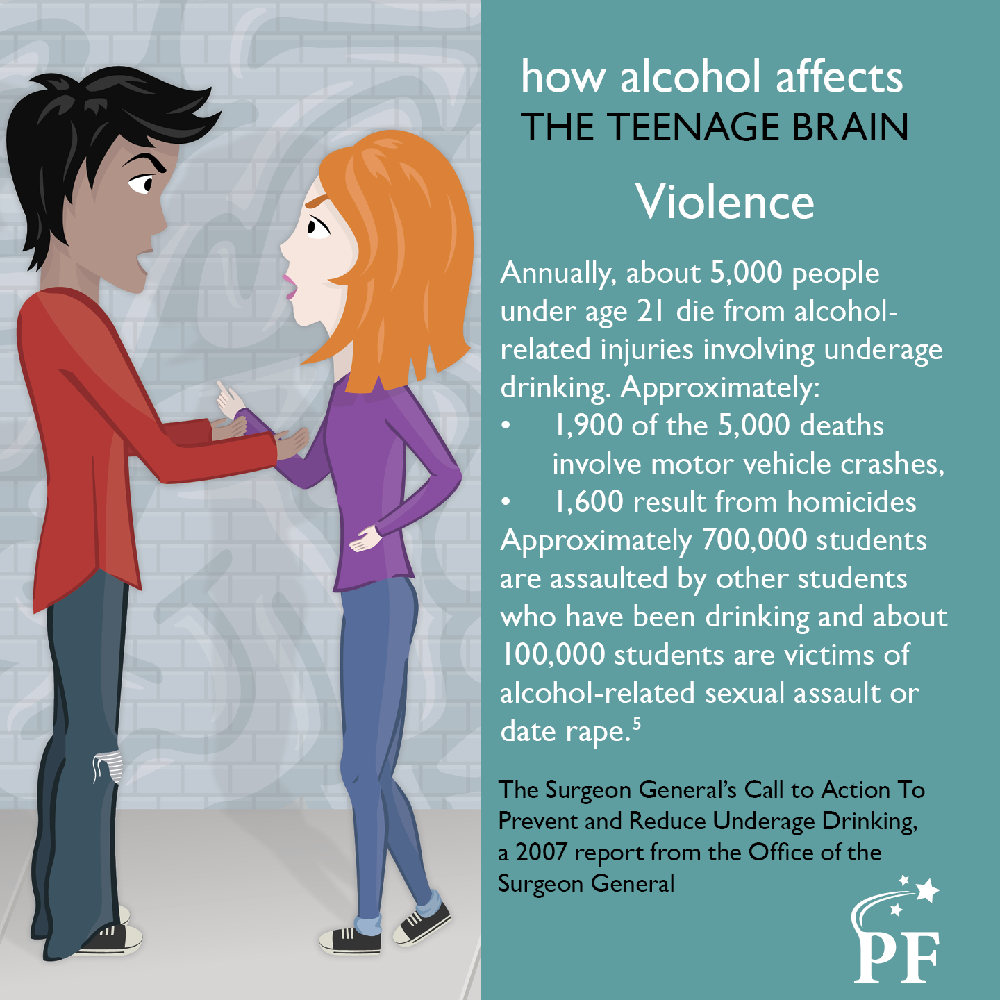 how alcohol affects
THE TEENAGE BRAIN
Violence
Annually, about 5,000 people
under age 21 die from alcohol-
related injuries involving underage
drinking. Approximately:
• 1,900 of the 5,000 deaths
involve motor vehicle crashes,
• 1,600 result from homicides
Approximately 700,000 students
are assaulted by other students
who have been drinking and about
100,000 students are victims of
alcohol-related sexual assault or
date rape.⁵
The Surgeon General’s Call to Action To
Prevent and Reduce Underage Drinking,
a 2007 report from the Office of the
Surgeon General
PF